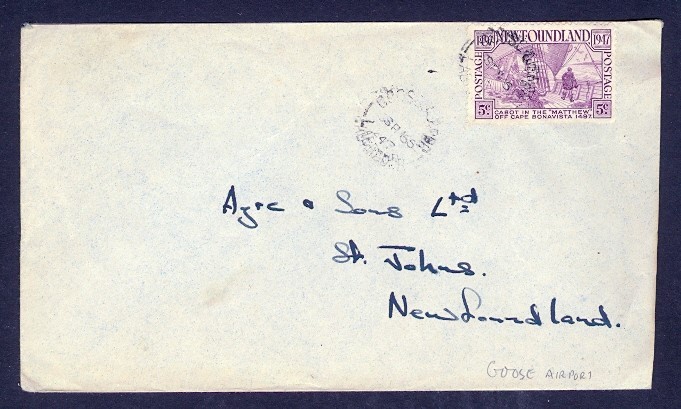 1497 NEWFOUNDLAND 1947
POSTAGE
POSTAGE
5c 5c
CABOT IN THE "MATTHEW"
OFF CAPE BONAVISTA 1497.
Ayre & Sons Ltd
St. Johns.
Newfoundland.
GOOSE AIRPORT